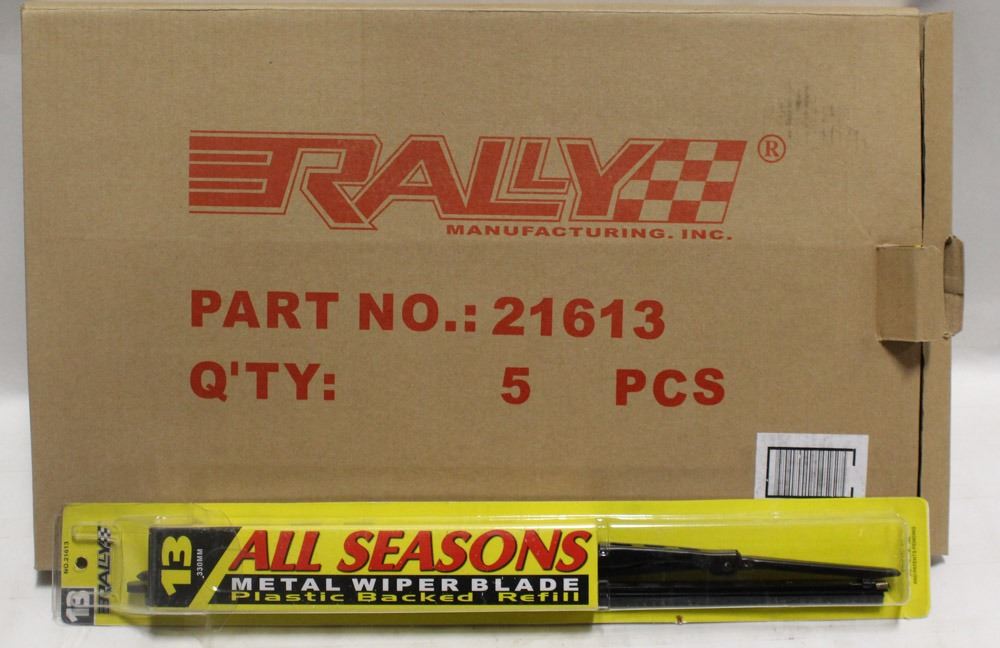 RALLY ®
MANUFACTURING. INC.
PART NO.: 21613
Q'TY: 5 PCS
13
RALLY
NO.21613
13
330MM
ALL SEASONS
METAL WIPER BLADE
Plastic Backed Refill